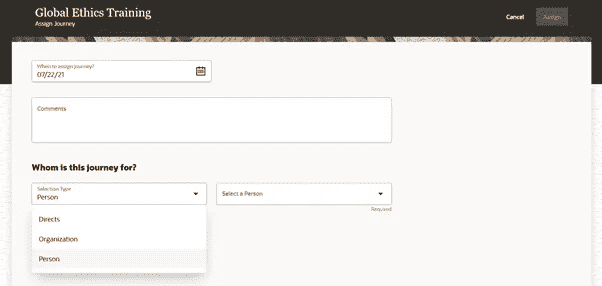 Global Ethics Training
Assign Journey
Cancel
Assign
When to assign journey?
07/22/21
Comments
Whom is this journey for?
Selection Type
Person
Select a Person
Required
Directs
Organization
Person